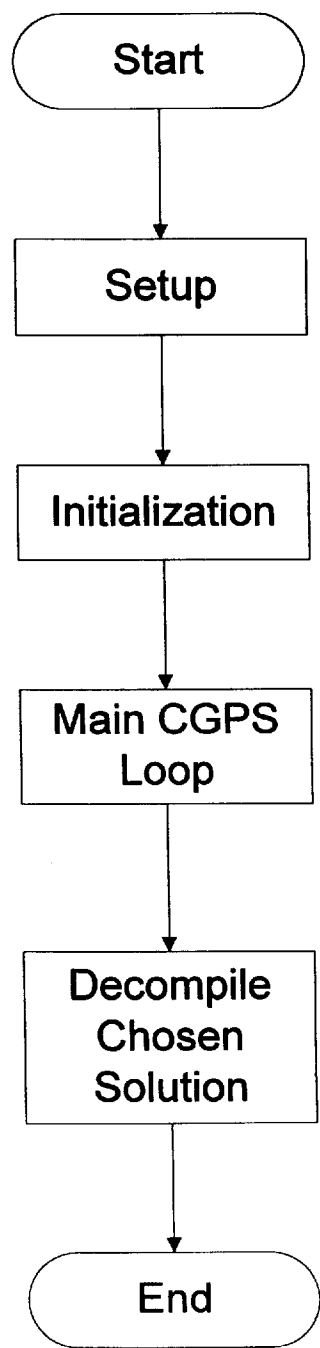 Start
Setup
Initialization
Main CGPS
Loop
Decompile
Chosen
Solution
End